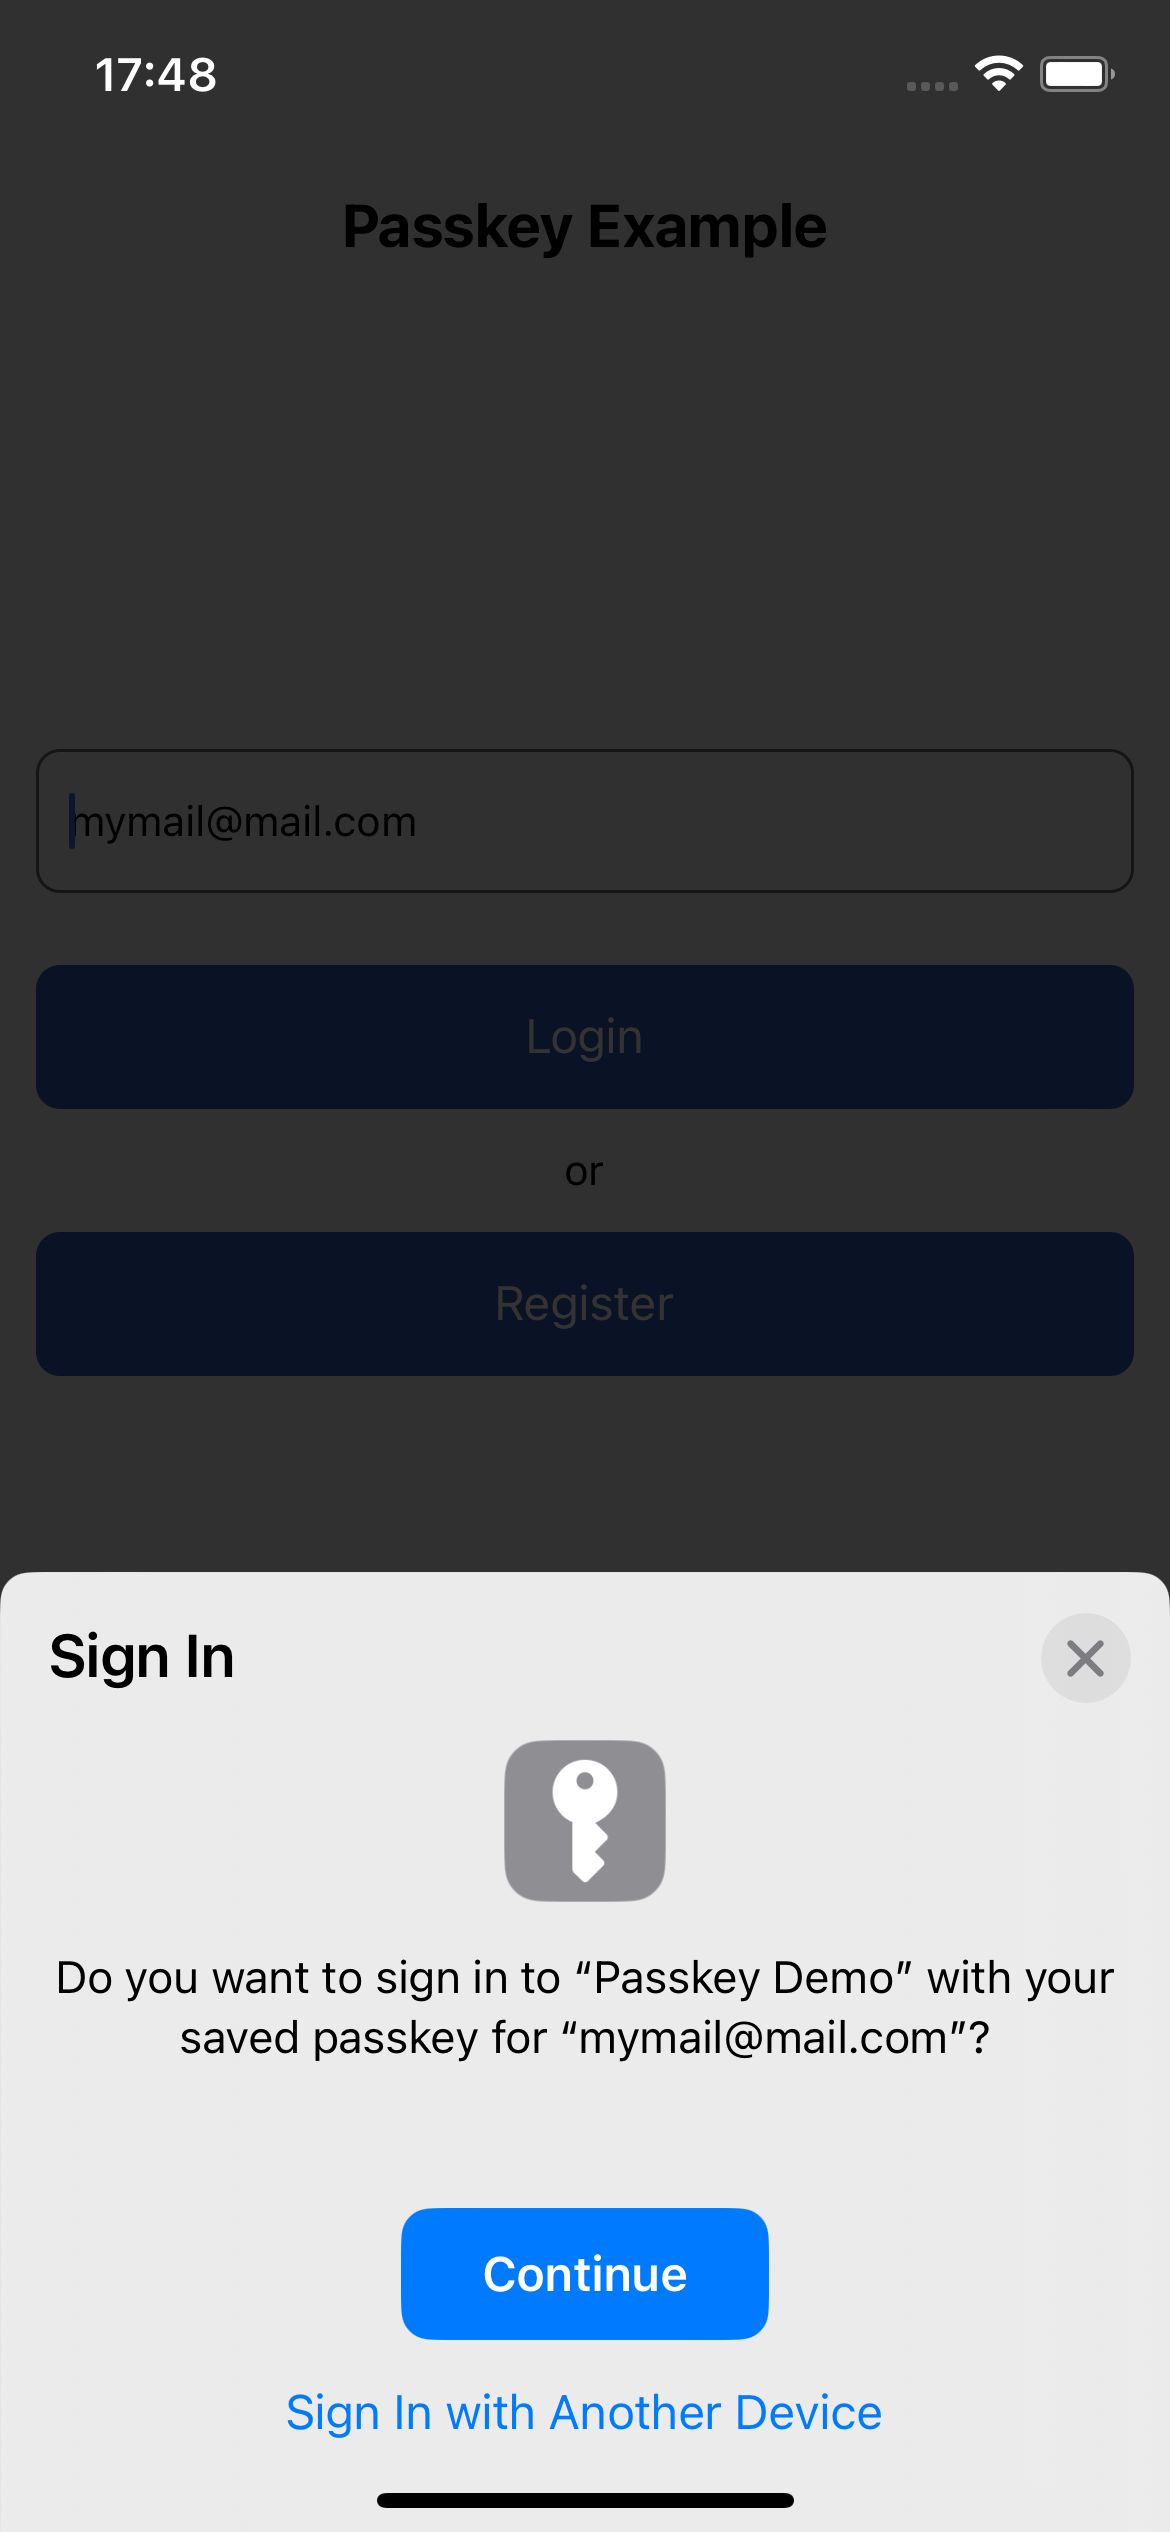 17:48
Passkey Example
mymail@mail.com
Login
or
Register
Sign In
Do you want to sign in to “Passkey Demo” with your
saved passkey for “mymail@mail.com”?
Continue
Sign In with Another Device